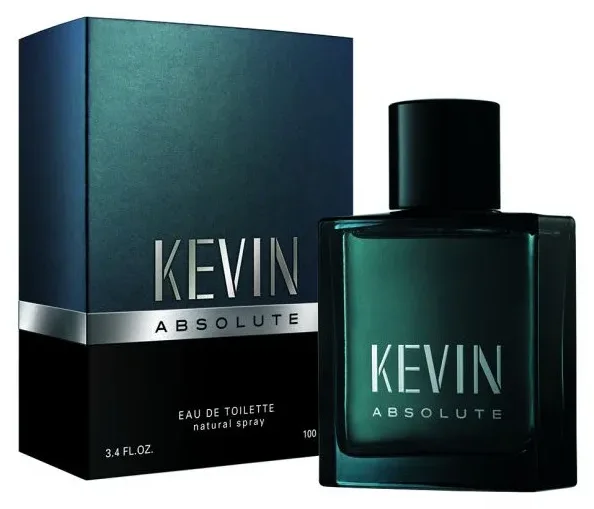 KEVIN
ABSOLUTE
EAU DE TOILETTE
natural spray
3.4 FL.OZ.
100
KEVIN
ABSOLUTE